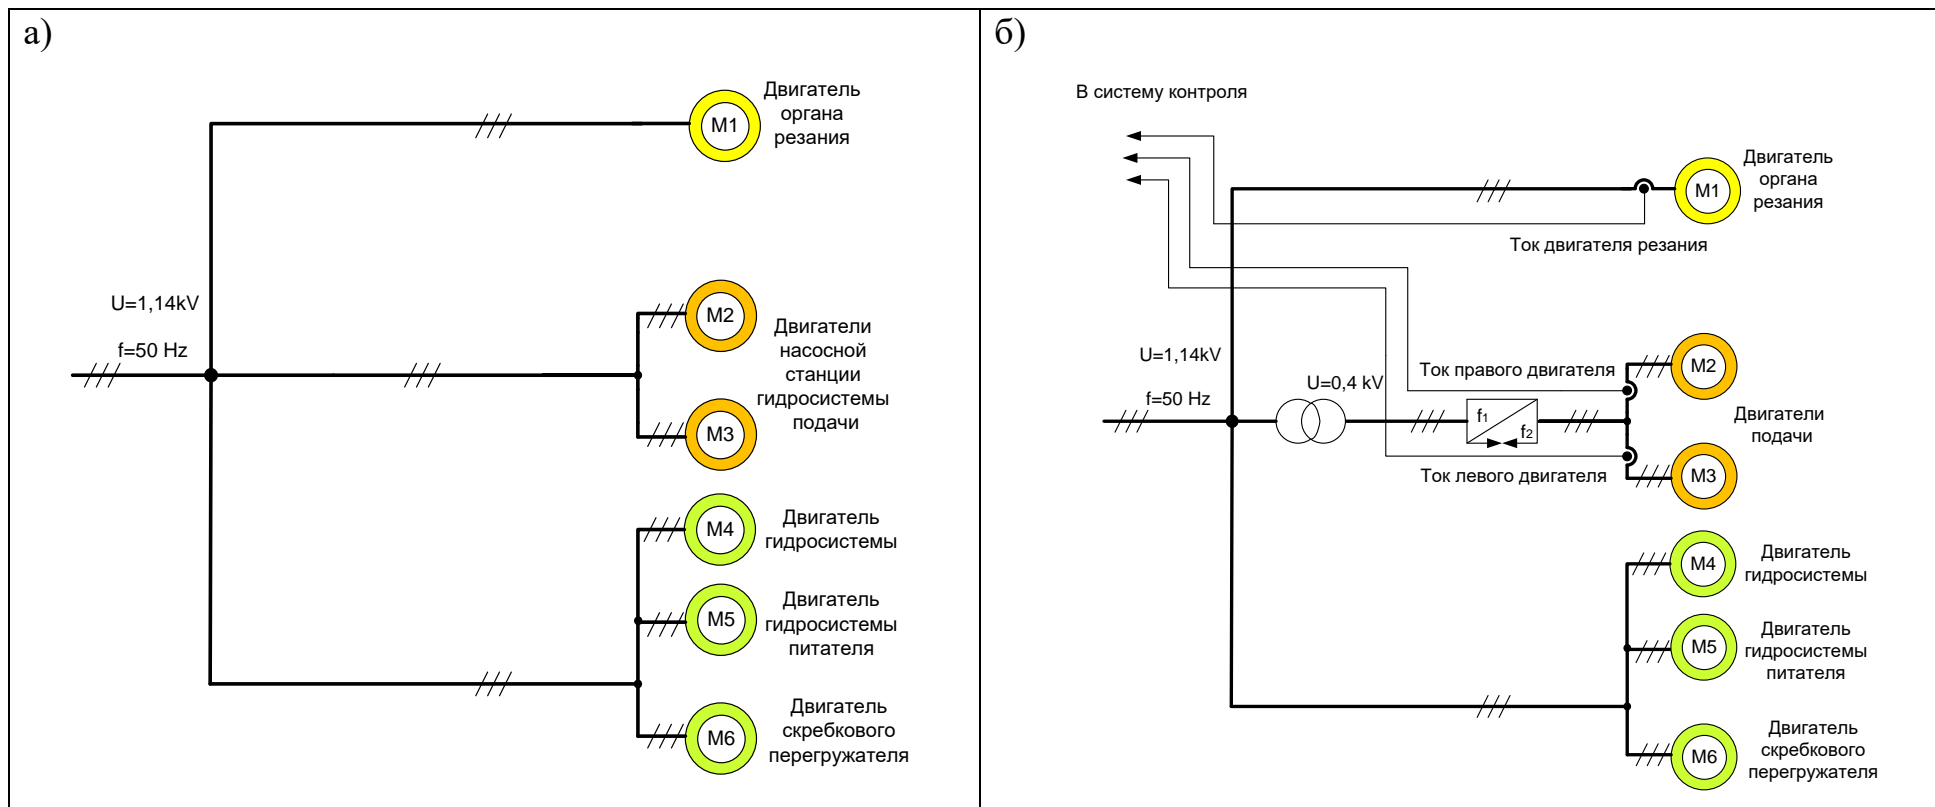 а)
Двигатель
органа
резания
M1
U=1,14kV
f=50 Hz
M2
Двигатели
насосной
станции
гидросистемы
подачи
M3
M4
Двигатель
гидросистемы
M5
Двигатель
гидросистемы
питателя
M6
Двигатель
скребкового
перегружателя
б)
В систему контроля
Двигатель
органа
резания
M1
Ток двигателя резания
U=1,14kV
f=50 Hz
U=0,4 kV
Ток правого двигателя
M2
f1
f2
Двигатели
подачи
Ток левого двигателя
M3
M4
Двигатель
гидросистемы
M5
Двигатель
гидросистемы
питателя
M6
Двигатель
скребкового
перегружателя